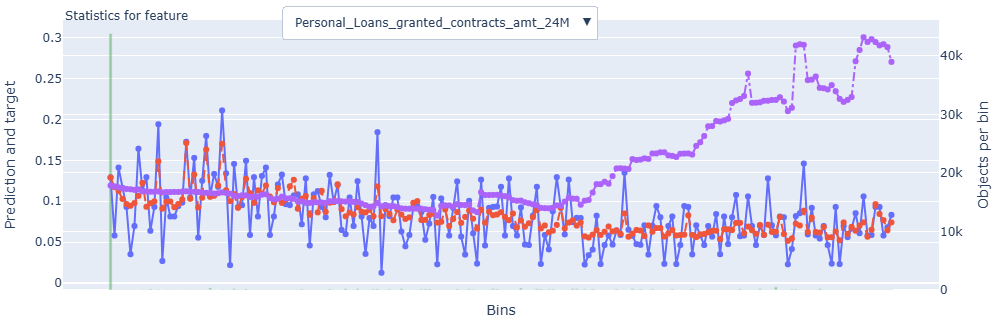 Statistics for feature
Personal_Loans_granted_contracts_amt_24M ▼
Prediction and target
0.3
0.25
0.2
0.15
0.1
0.05
0
40k
30k
20k
10k
0
Objects per bin
Bins